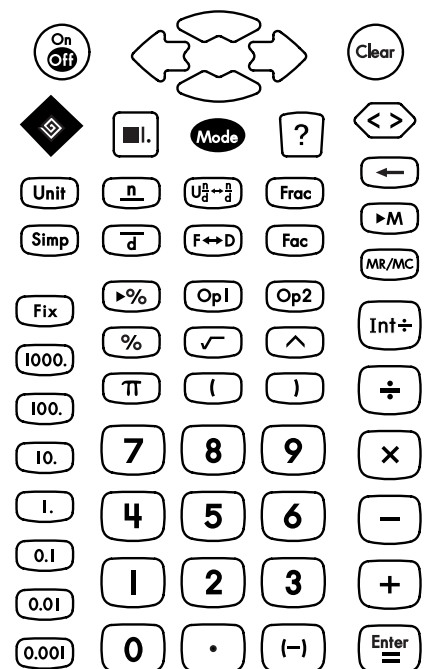 On
Off
Clear
■I. Mode ? < >
←
Unit n U n/d ↔ n/d Frac
▸M
Simp d F↔D Fac
MR/MC
▸% Op1 Op2
Fix Int÷
% √ ^
1000.
π ( ) ÷
100.
7 8 9 ×
10.
4 5 6 −
1.
0.1
1 2 3 +
0.01
0 . (−) Enter
=
0.001